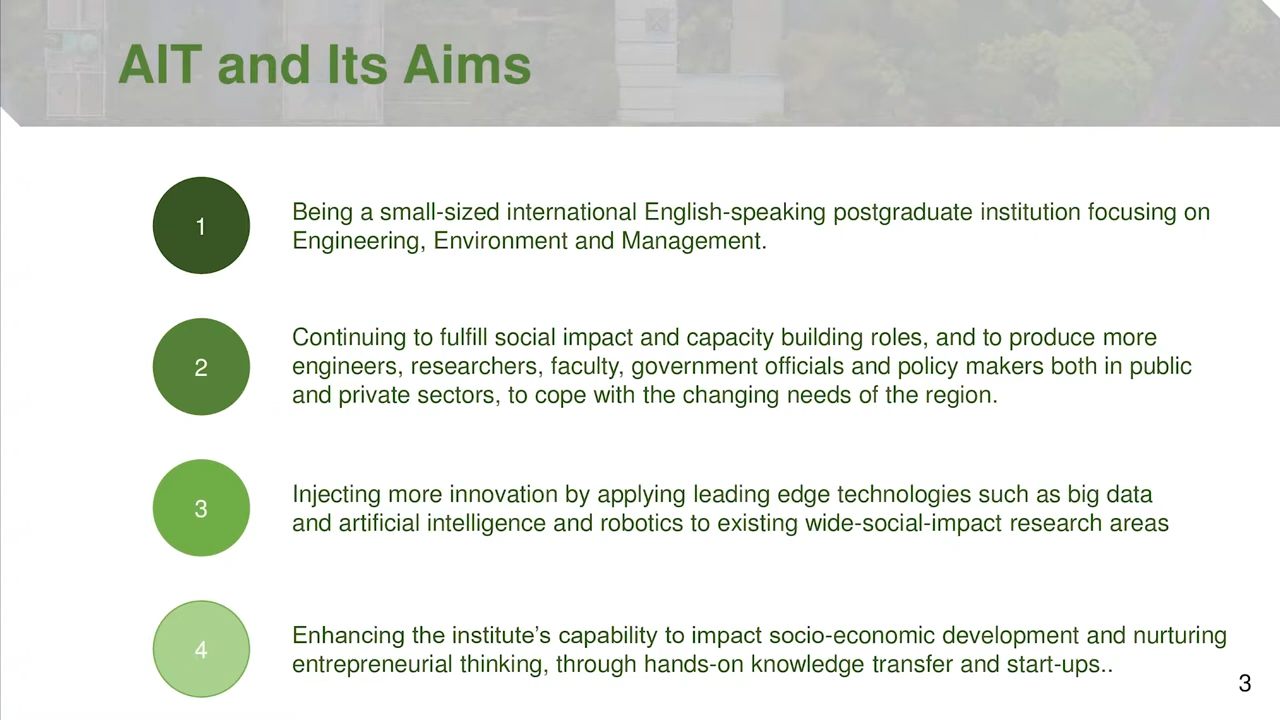 AIT and Its Aims
1
Being a small-sized international English-speaking postgraduate institution focusing on
Engineering, Environment and Management.
2
Continuing to fulfill social impact and capacity building roles, and to produce more
engineers, researchers, faculty, government officials and policy makers both in public
and private sectors, to cope with the changing needs of the region.
3
Injecting more innovation by applying leading edge technologies such as big data
and artificial intelligence and robotics to existing wide-social-impact research areas
4
Enhancing the institute’s capability to impact socio-economic development and nurturing
entrepreneurial thinking, through hands-on knowledge transfer and start-ups..
3